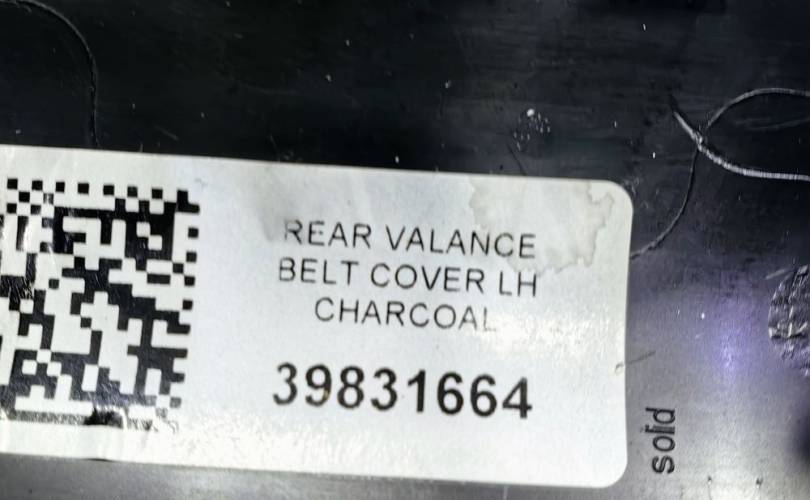 REAR VALANCE
BELT COVER LH
CHARCOAL
39831664
solid